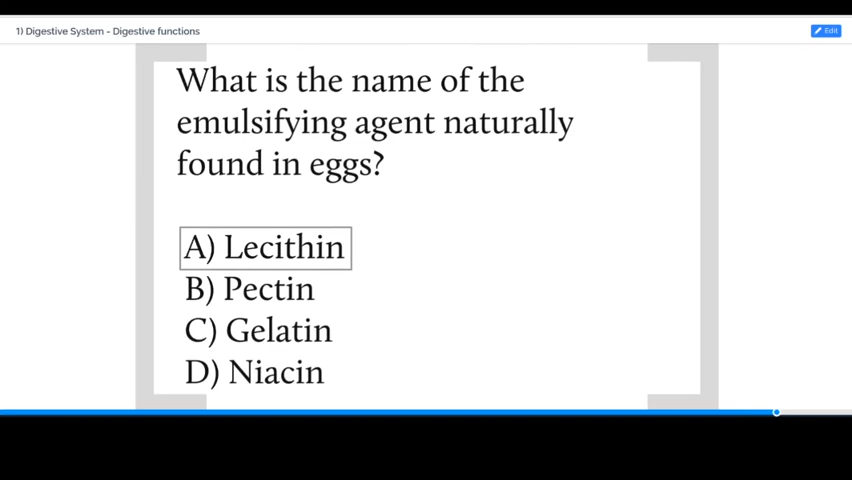 1) Digestive System - Digestive functions
Edit
What is the name of the
emulsifying agent naturally
found in eggs?
A) Lecithin
B) Pectin
C) Gelatin
D) Niacin